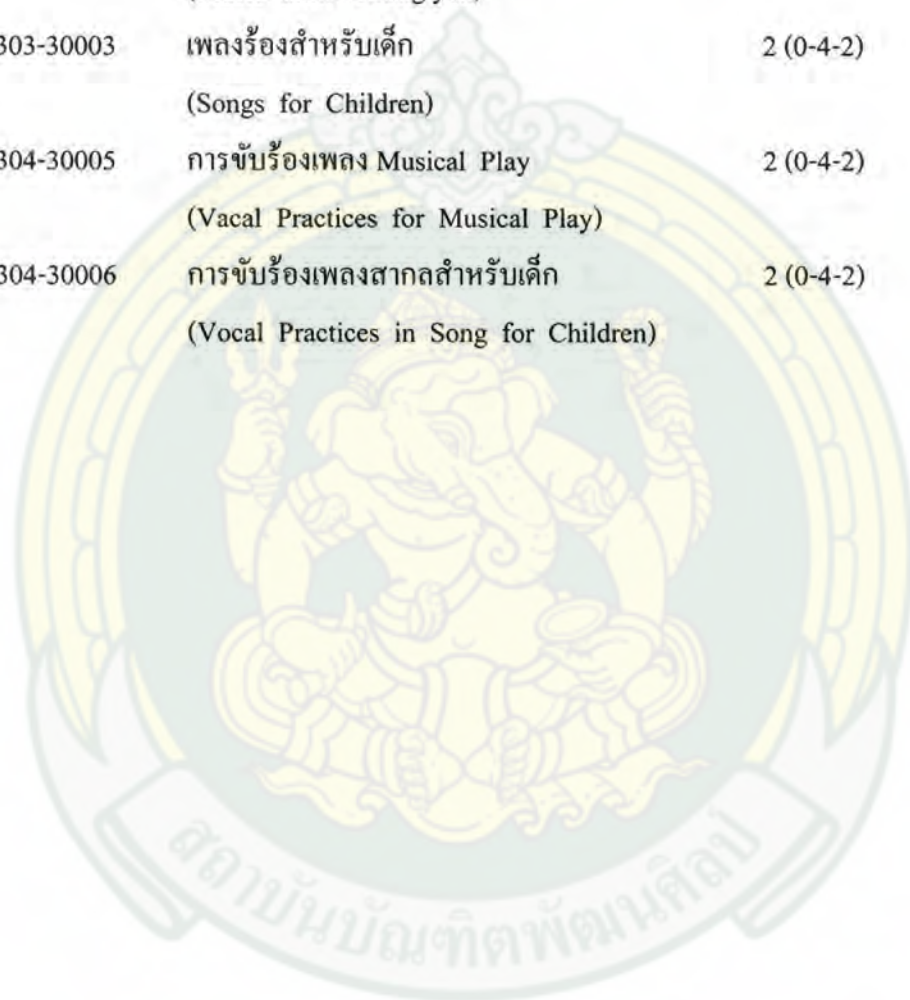 303-30003 เพลงร้องสำหรับเด็ก 2 (0-4-2)
(Songs for Children)
304-30005 การขับร้องเพลง Musical Play 2 (0-4-2)
(Vacal Practices for Musical Play)
304-30006 การขับร้องเพลงสากลสำหรับเด็ก 2 (0-4-2)
(Vocal Practices in Song for Children)
สถาบันบัณฑิตพัฒนศิลป์